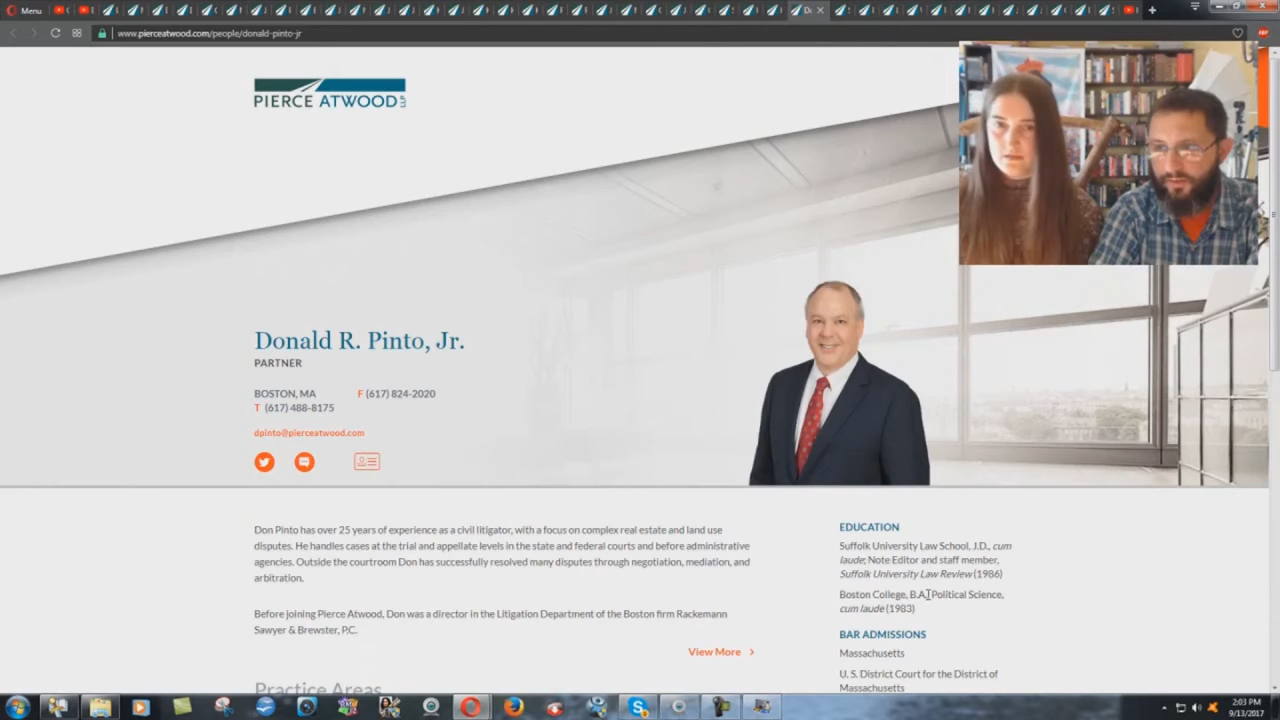 Menu
www.pierceatwood.com/people/donald-pinto-jr
PIERCE ATWOOD LLP
Donald R. Pinto, Jr.
PARTNER
BOSTON, MA F (617) 824-2020
T (617) 488-8175
dpinto@pierceatwood.com
Don Pinto has over 25 years of experience as a civil litigator, with a focus on complex real estate and land use
disputes. He handles cases at the trial and appellate levels in the state and federal courts and before administrative
agencies. Outside the courtroom Don has successfully resolved many disputes through negotiation, mediation, and
arbitration.
Before joining Pierce Atwood, Don was a director in the Litigation Department of the Boston firm Rackemann
Sawyer & Brewster, P.C.
View More
Practice Areas
EDUCATION
Suffolk University Law School, J.D., cum
laude; Note Editor and staff member,
Suffolk University Law Review (1986)
Boston College, B.A. Political Science,
cum laude (1983)
BAR ADMISSIONS
Massachusetts
U. S. District Court for the District of
Massachusetts
2:03 PM
9/13/2017